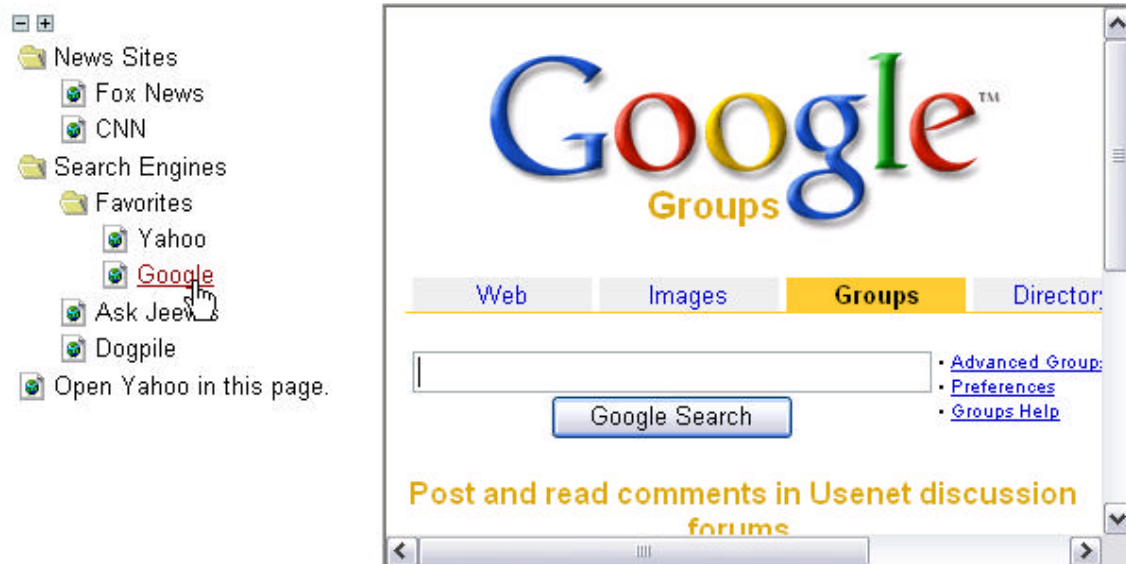 News Sites
Fox News
CNN
Search Engines
Favorites
Yahoo
Google
Ask Jeeves
Dogpile
Open Yahoo in this page.
Google™
Groups
Web Images Groups Directory
• Advanced Groups
• Preferences
• Groups Help
Google Search
Post and read comments in Usenet discussion
forums